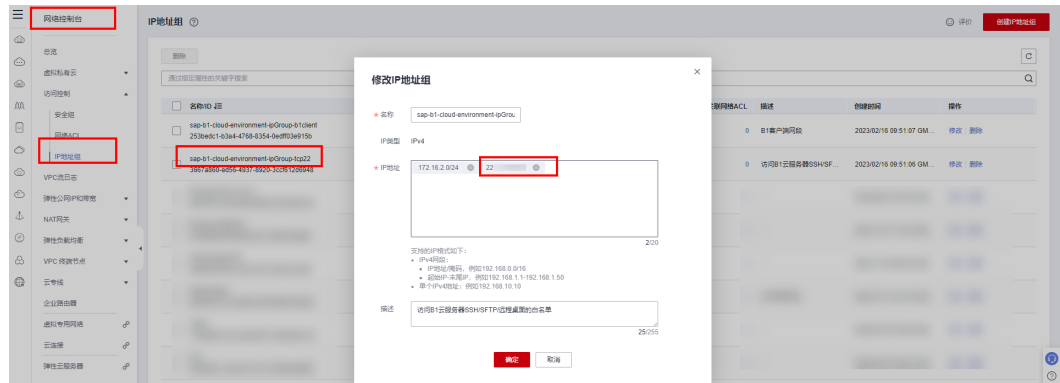 网络控制台
总览
虚拟私有云
访问控制
安全组
网络ACL
IP地址组
VPC流日志
弹性公网IP和带宽
NAT网关
弹性负载均衡
VPC 终端节点
云专线
企业路由器
虚拟专用网络
云连接
弹性云服务器
IP地址组
评价
创建IP地址组
删除
通过指定属性的关键字搜索
名称/ID
联网络ACL 描述 创建时间 操作
sap-b1-cloud-environment-ipGroup-b1client
253bedc1-b3a4-4768-8354-0edff03e915b
0 B1客户端网段 2023/02/16 09:51:07 GM... 修改 删除
sap-b1-cloud-environment-ipGroup-tcp22
3967a860-ed56-4937-8920-3ccf612d6948
0 访问B1云服务器SSH/SF... 2023/02/16 09:51:06 GM... 修改 删除
修改IP地址组
★ 名称 sap-b1-cloud-environment-ipGrou
IP类型 IPv4
★ IP地址 172.16.2.0/24 22
2/20
支持的IP格式如下：
• IPv4网段：
• IP地址/掩码，例如192.168.0.0/16
• 起始IP-末尾IP，例如192.168.1.1-192.168.1.50
• 单个IPv4地址：例如192.168.10.10
描述 访问B1云服务器SSH/SFTP/远程桌面的白名单
25/255
确定 取消